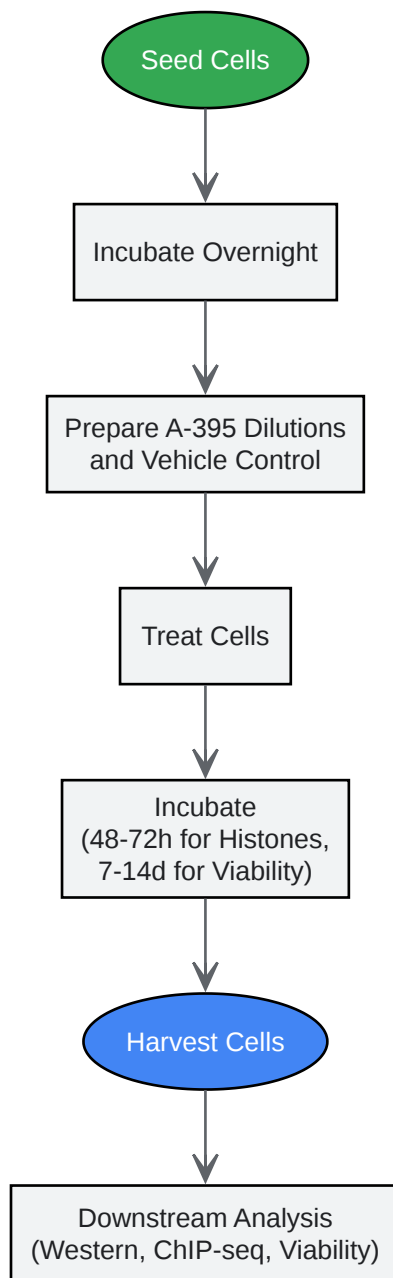 Seed Cells
Incubate Overnight
Prepare A-395 Dilutions
and Vehicle Control
Treat Cells
Incubate
(48-72h for Histones,
7-14d for Viability)
Harvest Cells
Downstream Analysis
(Western, ChIP-seq, Viability)